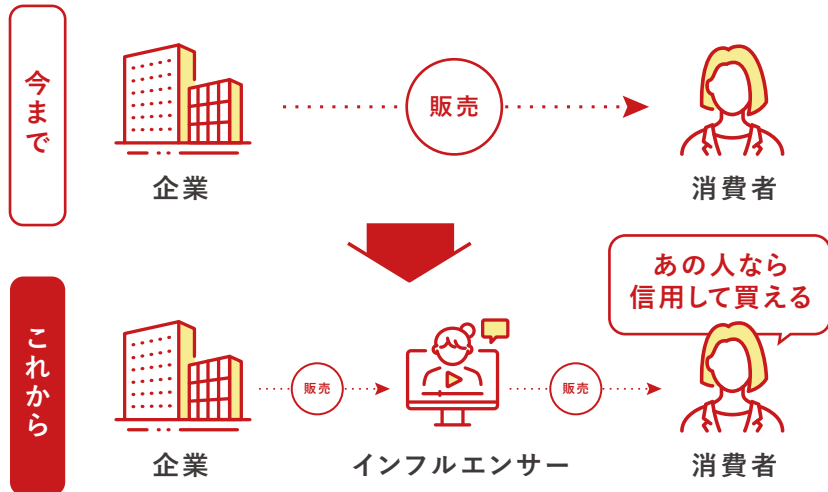 今まで
販売
企業
消費者
あの人なら
信用して買える
これから
販売
販売
企業
インフルエンサー
消費者